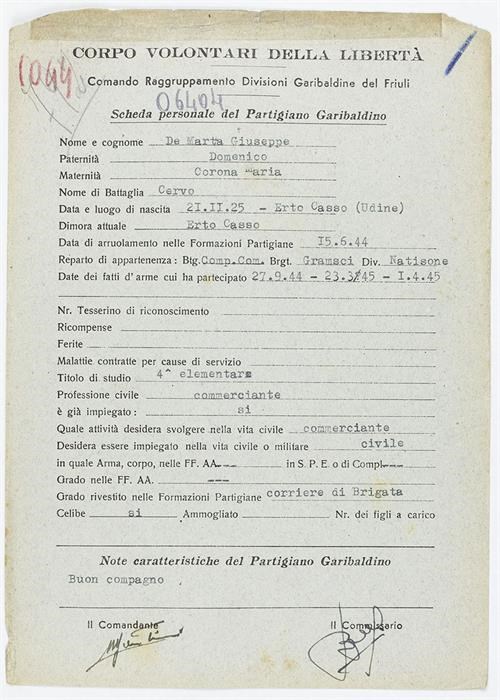 CORPO VOLONTARI DELLA LIBERTÀ
1044
Comando Raggruppamento Divisioni Garibaldine del Friuli
06404
Scheda personale del Partigiano Garibaldino
Nome e cognome De Marta Giuseppe
Paternità Domenico
Maternità Corona maria
Nome di Battaglia Cervo
Data e luogo di nascita 21.11.25 - Erto Casso (Udine)
Dimora attuale Erto Casso
Data di arruolamento nelle Formazioni Partigiane 15.6.44
Reparto di appartenenza : Btg. Comp.Com. Brgt. Gramsci Div. Natisone
Date dei fatti d'arme cui ha partecipato 27.9.44 - 23.3/45 - 1.4.45
Nr. Tesserino di riconoscimento
Ricompense
Ferite
Malattie contratte per cause di servizio
Titolo di studio 4^ elementare
Professione civile commerciante
è già impiegato : si
Quale attività desidera svolgere nella vita civile commerciante
Desidera essere impiegato nella vita civile o militare civile
in quale Arma, corpo, nelle FF. AA. --- in S. P. E. o di Compl. ---
Grado nelle FF. AA. ---
Grado rivestito nelle Formazioni Partigiane corriere di Brigata
Celibe si Ammogliato Nr. dei figli a carico
Note caratteristiche del Partigiano Garibaldino
Buon compagno
Il Comandante Il Commissario